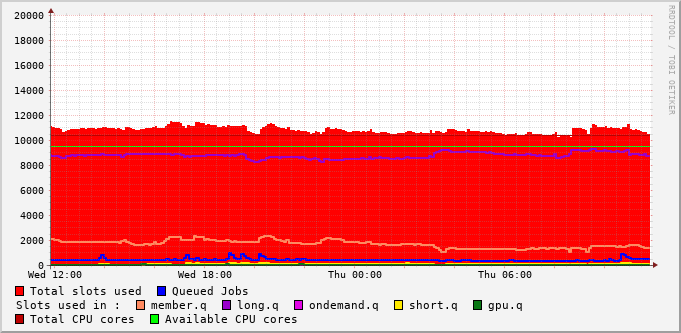 20000
18000
16000
14000
12000
10000
8000
6000
4000
2000
0
Wed 12:00 Wed 18:00 Thu 00:00 Thu 06:00
RRDTOOL / TOBI OETIKER
Total slots used Queued Jobs
Slots used in : member.q long.q ondemand.q short.q gpu.q
Total CPU cores Available CPU cores